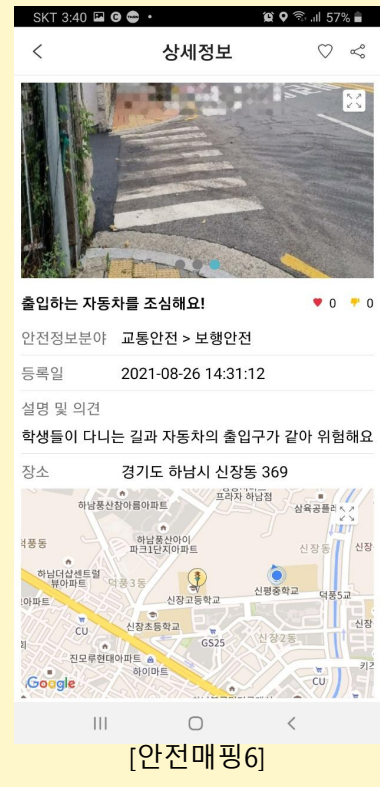 SKT 3:40 57%
상세정보
출입하는 자동차를 조심해요! 0 0
안전정보분야 교통안전 > 보행안전
등록일 2021-08-26 14:31:12
설명 및 의견
학생들이 다니는 길과 자동차의 출입구가 같아 위험해요
장소 경기도 하남시 신장동 369
프라자 하남점
하남풍산참아름아파트
삼육공플러
하남풍산아이
파크1단지아파트
신장동
신장
하남더샵센트럴
뷰아파트
덕풍3동
신장고등학교
신평중학교
덕풍5교
아파트
CU
신장초등학교
GS25
신장2동
신장
진모루현대아파트
하이마트
CU
키즈
Google
[안전매핑6]